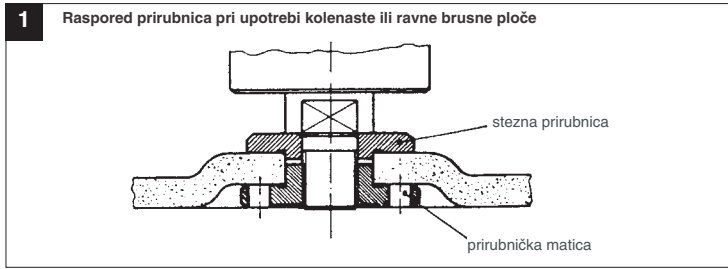 1
Raspored prirubnica pri upotrebi kolenaste ili ravne brusne ploče
stezna prirubnica
prirubnička matica